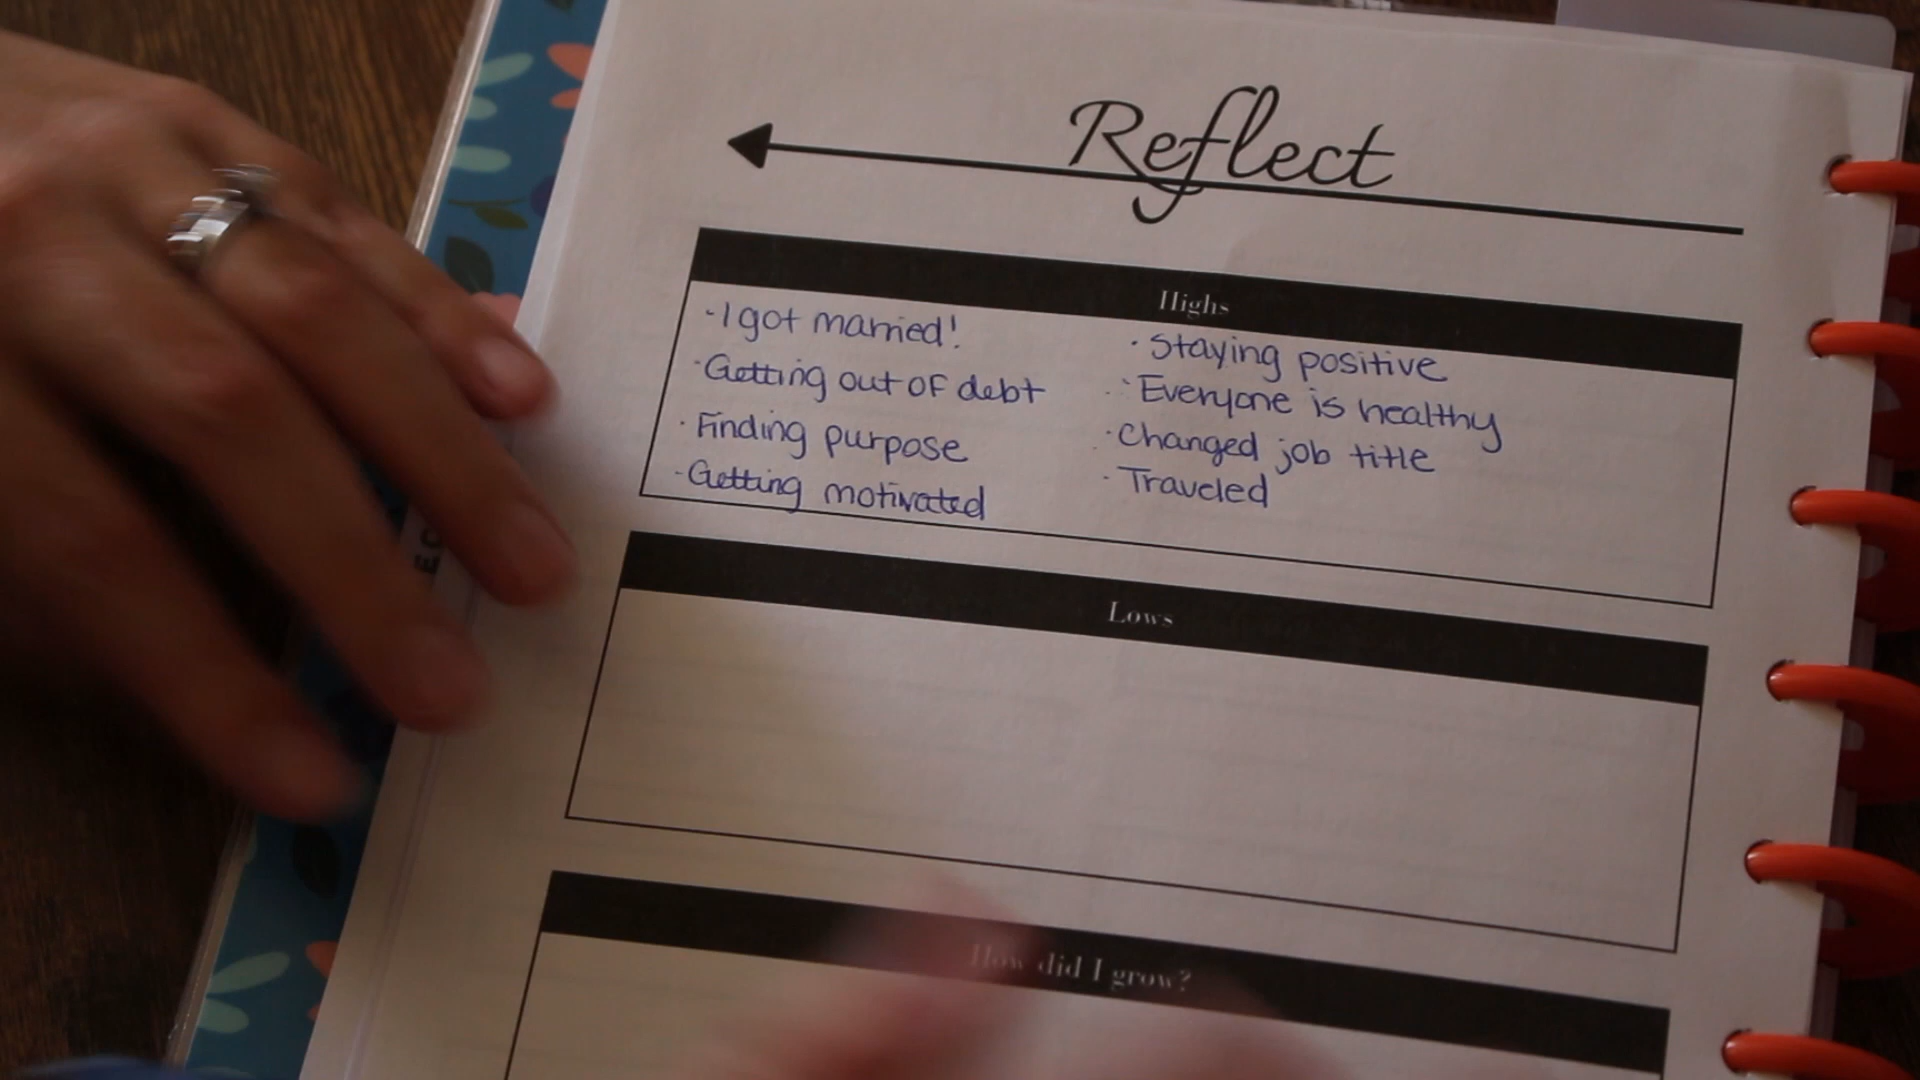 Reflect
Highs
- I got married!
· Getting out of debt
· Finding purpose
- Getting motivated
· Staying positive
· Everyone is healthy
· Changed job title
- Traveled
Lows
How did I grow?